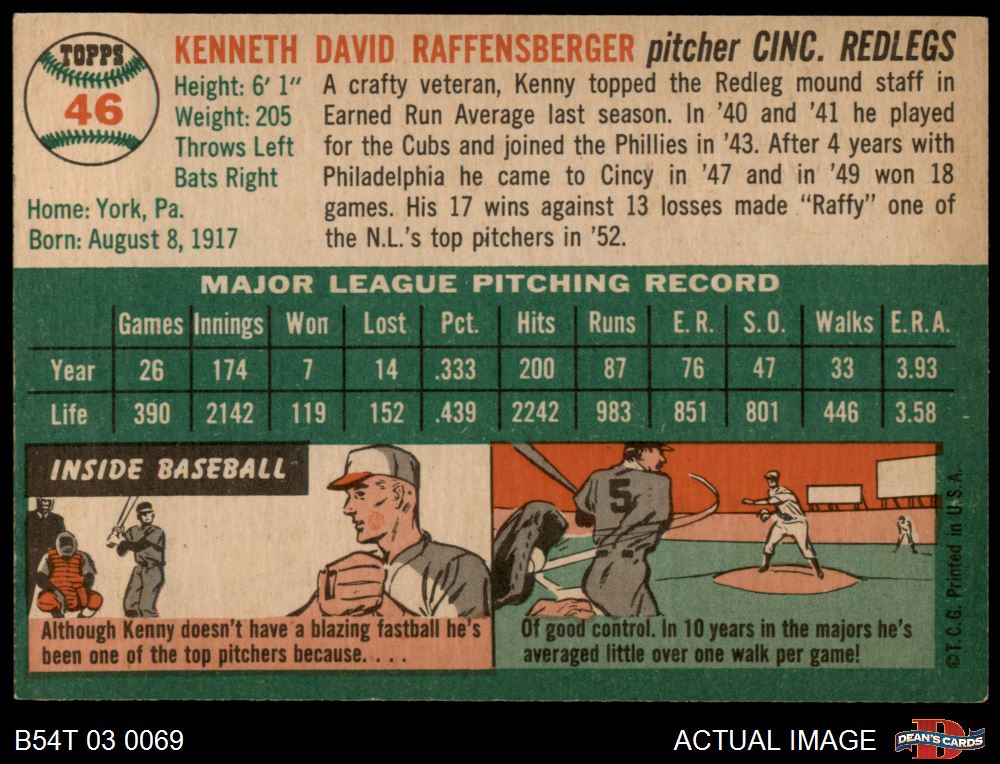 TOPPS
46
KENNETH DAVID RAFFENSBERGER pitcher CINC. REDLEGS
Height: 6' 1"
Weight: 205
Throws Left
Bats Right
Home: York, Pa.
Born: August 8, 1917
A crafty veteran, Kenny topped the Redleg mound staff in
Earned Run Average last season. In '40 and '41 he played
for the Cubs and joined the Phillies in '43. After 4 years with
Philadelphia he came to Cincy in '47 and in '49 won 18
games. His 17 wins against 13 losses made "Raffy" one of
the N.L.'s top pitchers in '52.
MAJOR LEAGUE PITCHING RECORD
Games Innings Won Lost Pct. Hits Runs E. R. S. O. Walks E.R.A.
Year 26 174 7 14 .333 200 87 76 47 33 3.93
Life 390 2142 119 152 .439 2242 983 851 801 446 3.58
INSIDE BASEBALL
5
Although Kenny doesn't have a blazing fastball he's
been one of the top pitchers because. . . .
Of good control. In 10 years in the majors he's
averaged little over one walk per game!
© T. C. G. Printed in U. S. A.
B54T 03 0069
ACTUAL IMAGE
D
DEAN'S CARDS